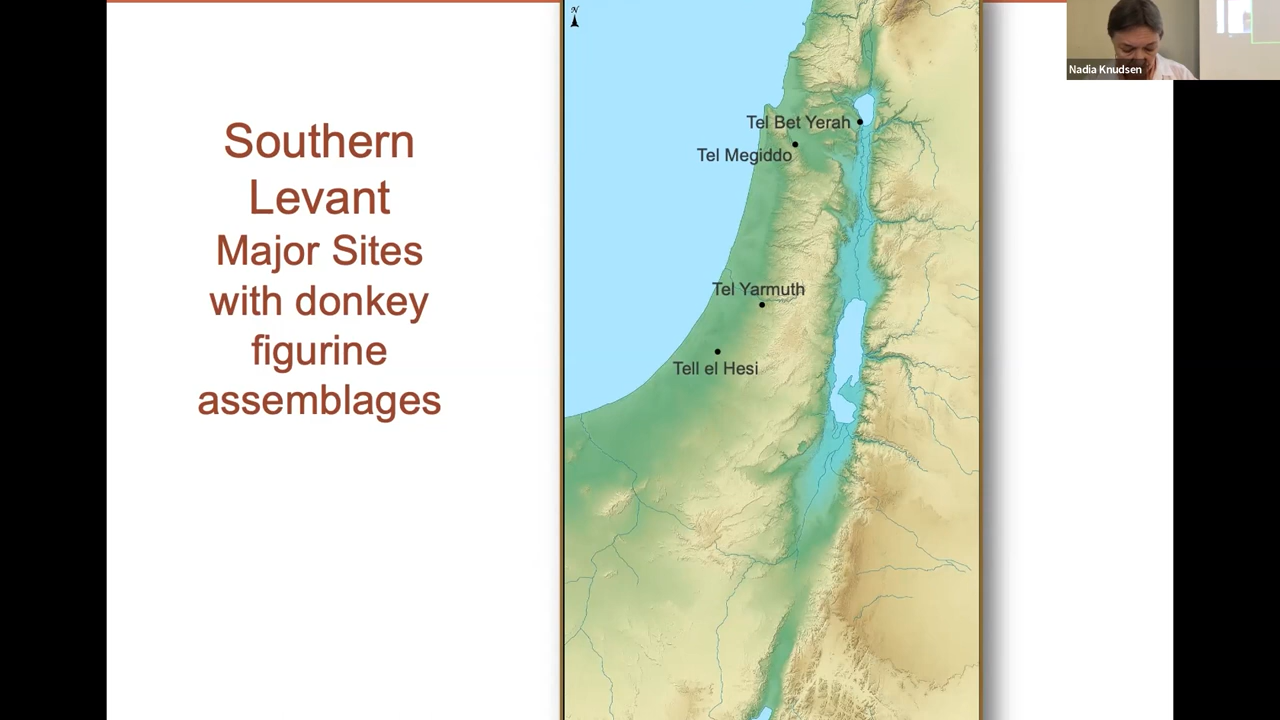 Southern
Levant
Major Sites
with donkey
figurine
assemblages
N
Tel Bet Yerah
Tel Megiddo
Tel Yarmuth
Tell el Hesi
Nadia Knudsen